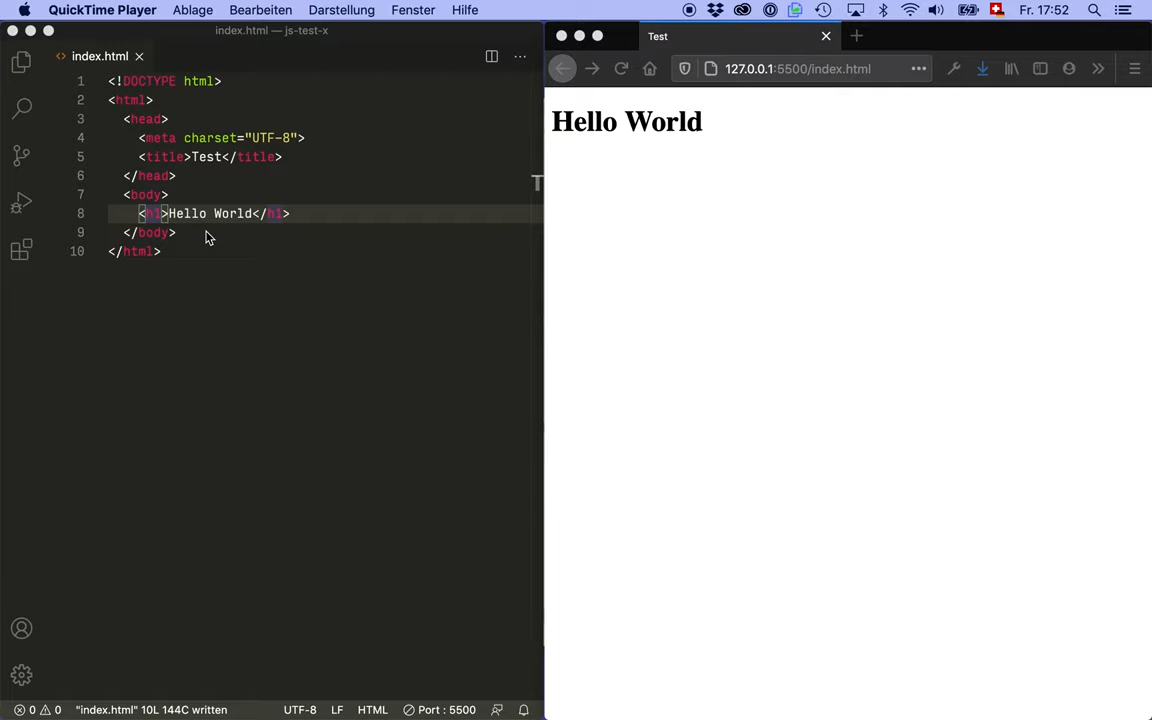 QuickTime Player Ablage Bearbeiten Darstellung Fenster Hilfe Fr. 17:52
index.html — js-test-x
index.html
1 <!DOCTYPE html>
2 <html>
3 <head>
4 <meta charset="UTF-8">
5 <title>Test</title>
6 </head>
7 <body>
8 <h1>Hello World</h1>
9 </body>
10 </html>
0 0 "index.html" 10L 144C written UTF-8 LF HTML Port : 5500
Test
127.0.0.1:5500/index.html
Hello World